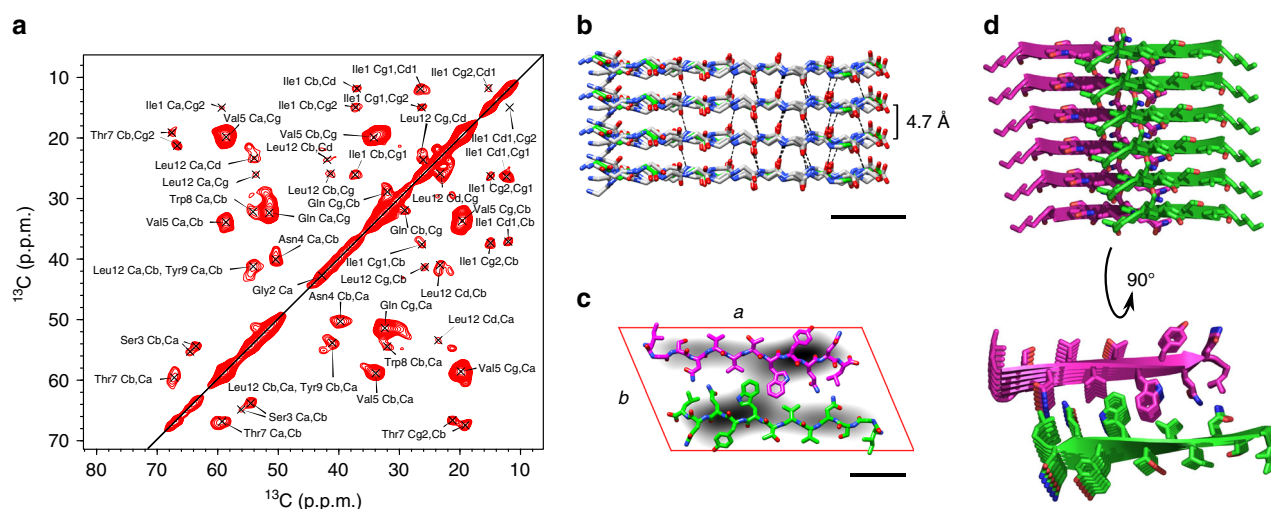 a
10
20
30
40
50
60
70
¹³C (p.p.m.)
80 70 60 50 40 30 20 10
¹³C (p.p.m.)
Ile1 Ca,Cg2
Thr7 Cb,Cg2
Val5 Ca,Cg
Leu12 Ca,Cd
Leu12 Ca,Cg
Trp8 Ca,Cb
Val5 Ca,Cb
Gln Ca,Cg
Asn4 Ca,Cb
Leu12 Ca,Cb, Tyr9 Ca,Cb
Gly2 Ca
Ile1 Cb,Cd
Ile1 Cg1,Cd1
Ile1 Cg2,Cd1
Ile1 Cb,Cg2
Ile1 Cg1,Cg2
Leu12 Cg,Cd
Val5 Cb,Cg
Leu12 Cb,Cd
Ile1 Cb,Cg1
Ile1 Cd1,Cg2
Ile1 Cd1,Cg1
Leu12 Cb,Cg
Gln Cg,Cb
Ile1 Cg2,Cg1
Leu12 Cd,Cg
Val5 Cg,Cb
Gln Cb,Cg
Ile1 Cd1,Cb
Ile1 Cg1,Cb
Ile1 Cg2,Cb
Leu12 Cg,Cb
Leu12 Cd,Cb
Asn4 Cb,Ca
Gln Cg,Ca
Leu12 Cd,Ca
Ser3 Cb,Ca
Trp8 Cb,Ca
Thr7 Cb,Ca
Leu12 Cb,Ca, Tyr9 Cb,Ca
Val5 Cg,Ca
Val5 Cb,Ca
Ser3 Ca,Cb
Thr7 Ca,Cb
Thr7 Cg2,Cb
b
4.7 Å
c
a
b
d
90°